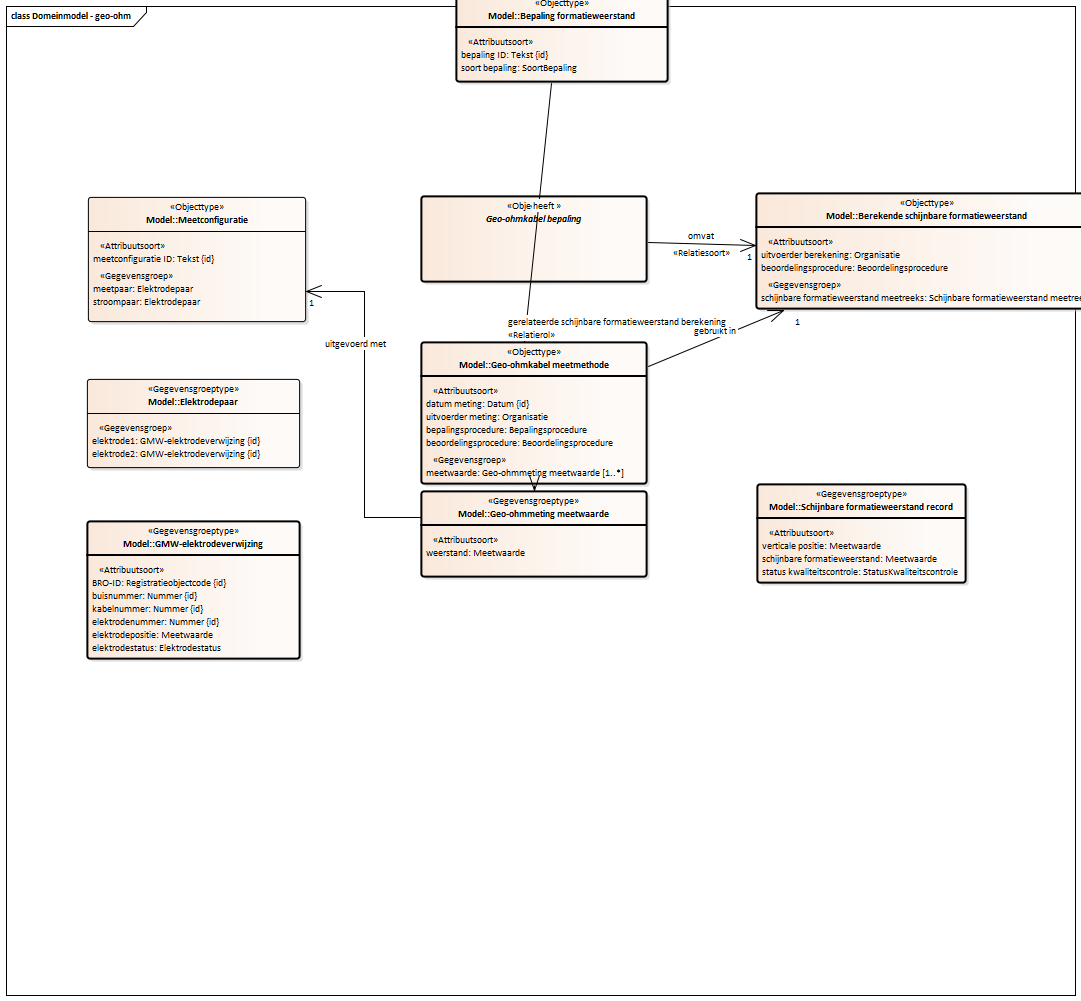 class Domeinmodel - geo-ohm
«Objecttype»
Model::Bepaling formatieweerstand
«Attribuutsoort»
bepaling ID: Tekst {id}
soort bepaling: SoortBepaling
«Objecttype»
Model::Meetconfiguratie
«Attribuutsoort»
meetconfiguratie ID: Tekst {id}
«Gegevensgroep»
meetpaar: Elektrodepaar
stroompaar: Elektrodepaar
heeft »
Geo-ohmkabel bepaling
omvat
«Relatiesoort»
1
«Objecttype»
Model::Berekende schijnbare formatieweerstand
«Attribuutsoort»
uitvoerder berekening: Organisatie
beoordelingsprocedure: Beoordelingsprocedure
«Gegevensgroep»
schijnbare formatieweerstand meetreeks: Schijnbare formatieweerstand
1
uitgevoerd met
gerelateerde schijnbare formatieweerstand berekening
«Relatierol»
gebruikt in
1
«Objecttype»
Model::Geo-ohmkabel meetmethode
«Attribuutsoort»
datum meting: Datum {id}
uitvoerder meting: Organisatie
bepalingsprocedure: Bepalingsprocedure
beoordelingsprocedure: Beoordelingsprocedure
«Gegevensgroep»
meetwaarde: Geo-ohmmeting meetwaarde [1..*]
«Gegevensgroeptype»
Model::Elektrodepaar
«Gegevensgroep»
elektrode1: GMW-elektrodeverwijzing {id}
elektrode2: GMW-elektrodeverwijzing {id}
«Gegevensgroeptype»
Model::Geo-ohmmeting meetwaarde
«Attribuutsoort»
weerstand: Meetwaarde
«Gegevensgroeptype»
Model::Schijnbare formatieweerstand record
«Attribuutsoort»
verticale positie: Meetwaarde
schijnbare formatieweerstand: Meetwaarde
status kwaliteitscontrole: StatusKwaliteitscontrole
«Gegevensgroeptype»
Model::GMW-elektrodeverwijzing
«Attribuutsoort»
BRO-ID: Registratieobjectcode {id}
buisnummer: Nummer {id}
kabelnummer: Nummer {id}
elektrodenummer: Nummer {id}
elektrodepositie: Meetwaarde
elektrodestatus: Elektrodestatus